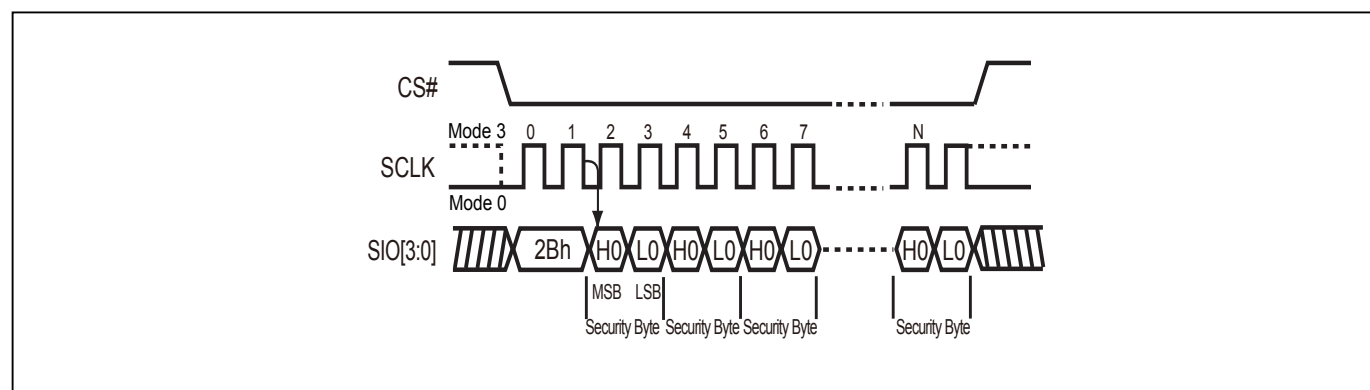 CS#
Mode 3 0 1 2 3 4 5 6 7 N
SCLK
Mode 0
SIO[3:0] 2Bh H0 L0 H0 L0 H0 L0 H0 L0
MSB LSB
Security Byte Security Byte Security Byte Security Byte